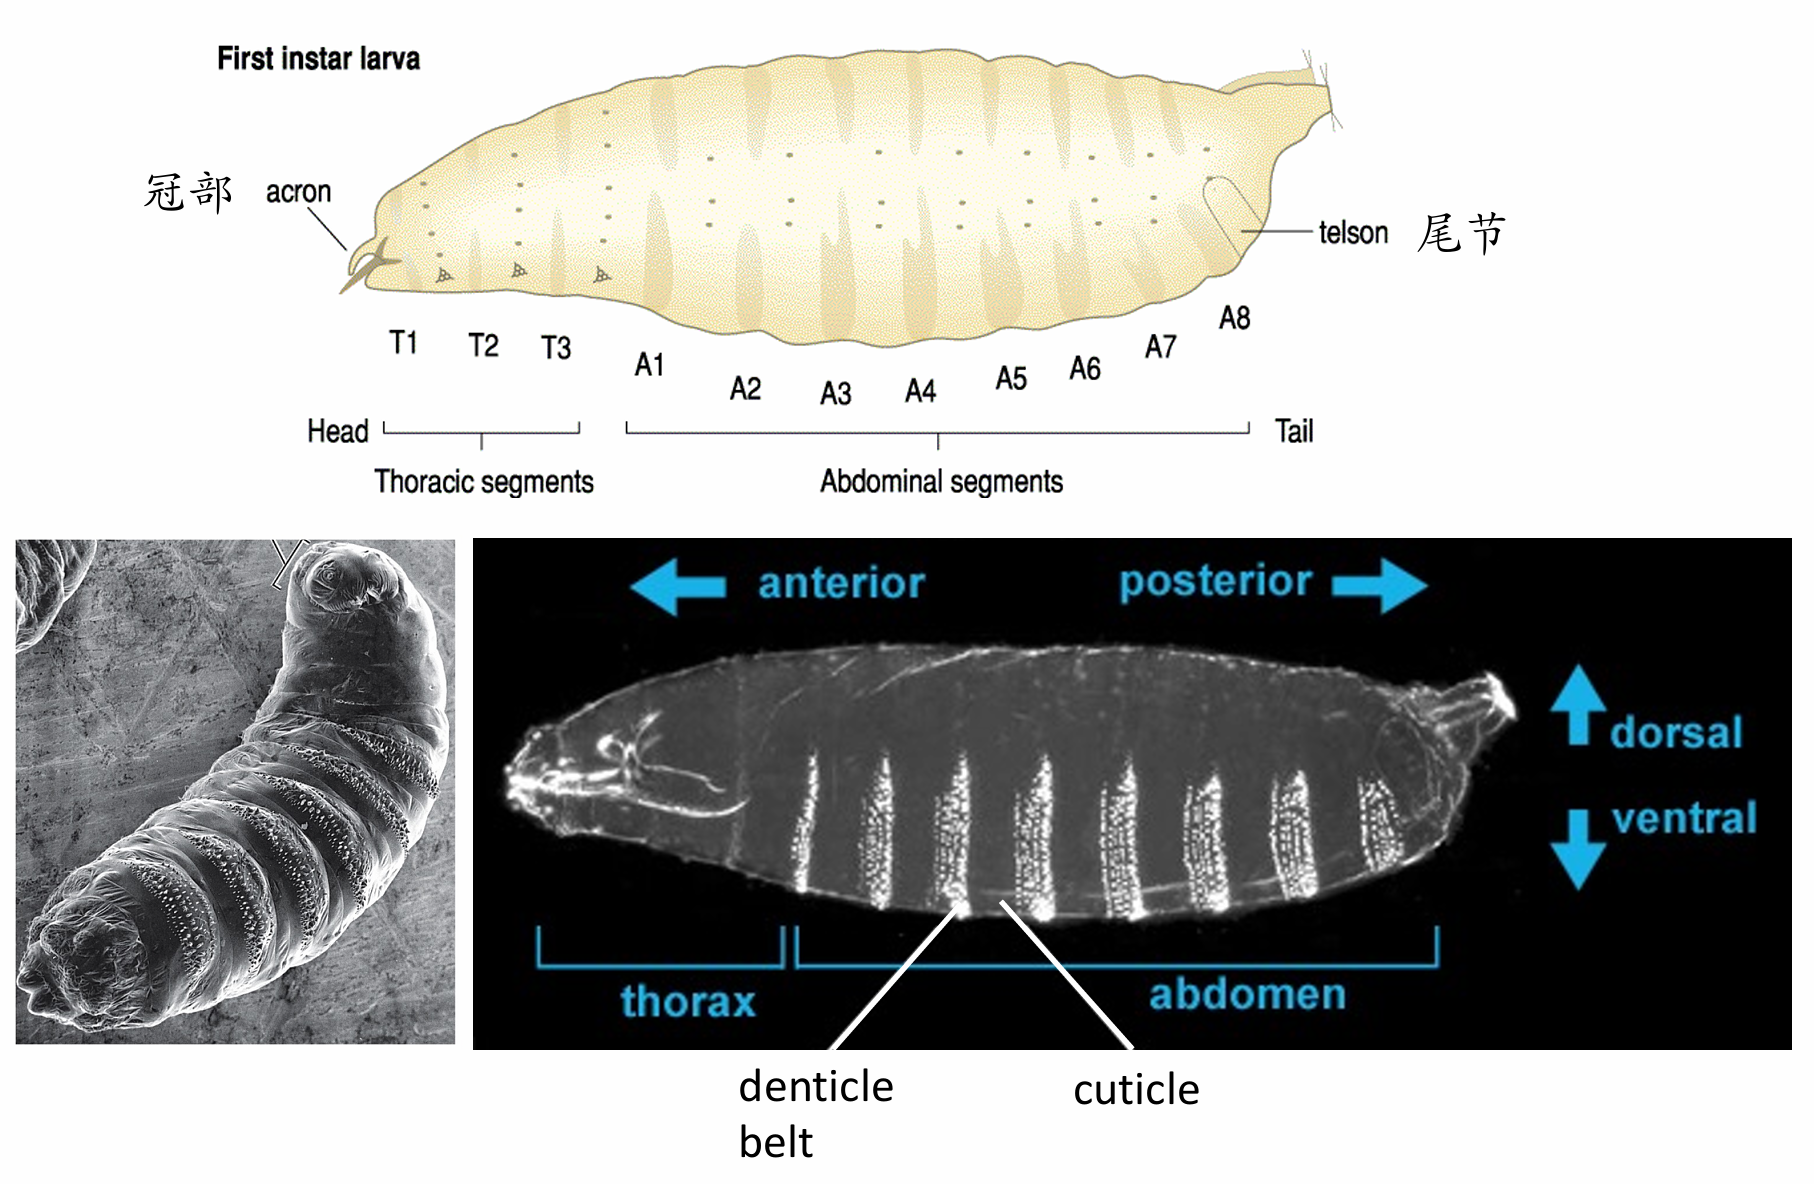 First instar larva
冠部 acron
telson 尾节
T1 T2 T3 A1 A2 A3 A4 A5 A6 A7 A8
Head Tail
Thoracic segments Abdominal segments
anterior posterior
dorsal
ventral
thorax abdomen
denticle cuticle
belt